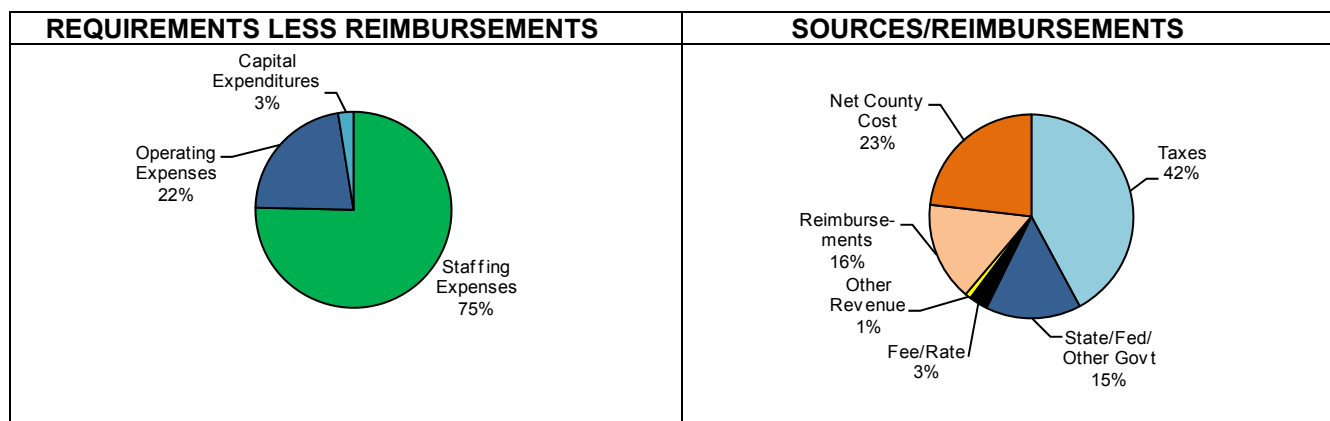 REQUIREMENTS LESS REIMBURSEMENTS
Capital
Expenditures
3%
Operating
Expenses
22%
Staffing
Expenses
75%
SOURCES/REIMBURSEMENTS
Net County
Cost
23%
Taxes
42%
Reimburse-
ments
16%
Other
Revenue
1%
Fee/Rate
3%
State/Fed/
Other Govt
15%